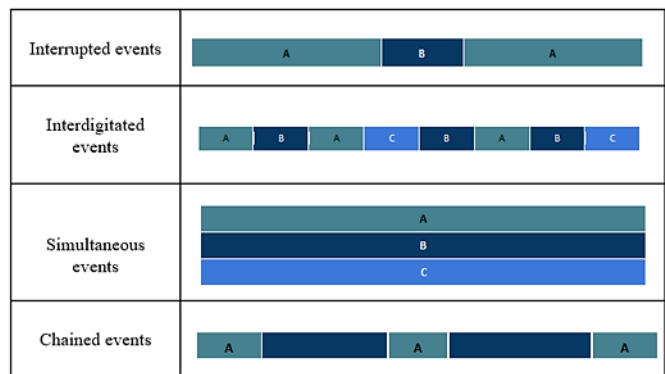 Interrupted events
A B A
Interdigitated
events
A B A C B A B C
Simultaneous
events
A
B
C
Chained events
A A A